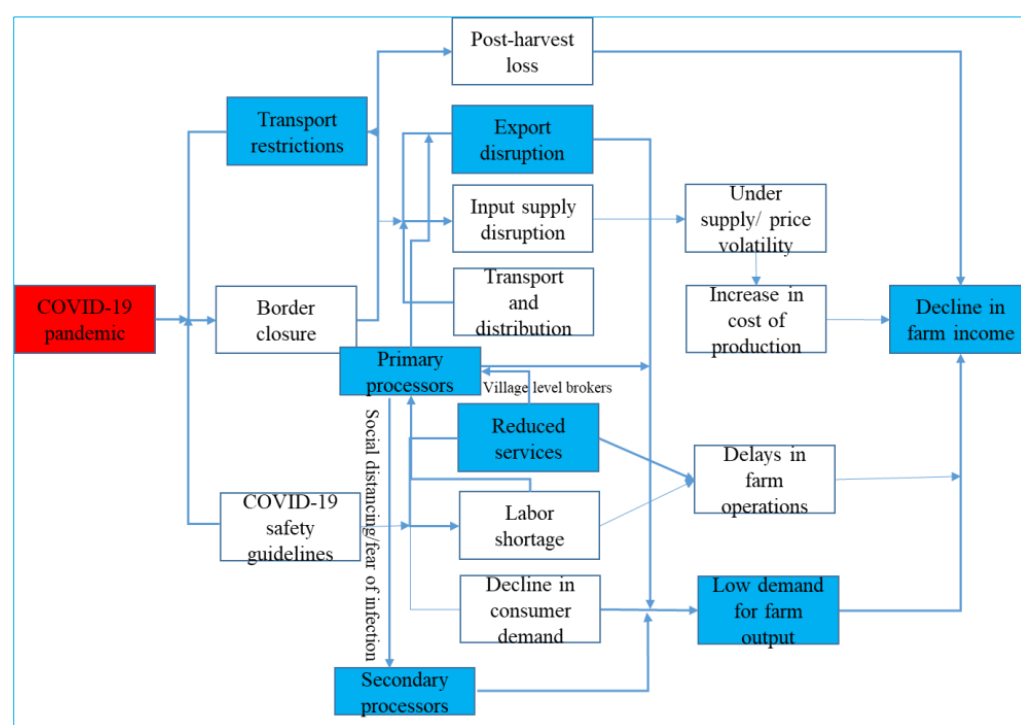 Post-harvest
loss
Transport
restrictions
Export
disruption
Input supply
disruption
Under
supply/ price
volatility
Transport
and
distribution
COVID-19
pandemic
Border
closure
Increase in
cost of
production
Decline in
farm income
Primary
processors
Village level brokers
Social distancing/fear of infection
Reduced
services
Delays in
farm
operations
COVID-19
safety
guidelines
Labor
shortage
Decline in
consumer
demand
Low demand
for farm
output
Secondary
processors